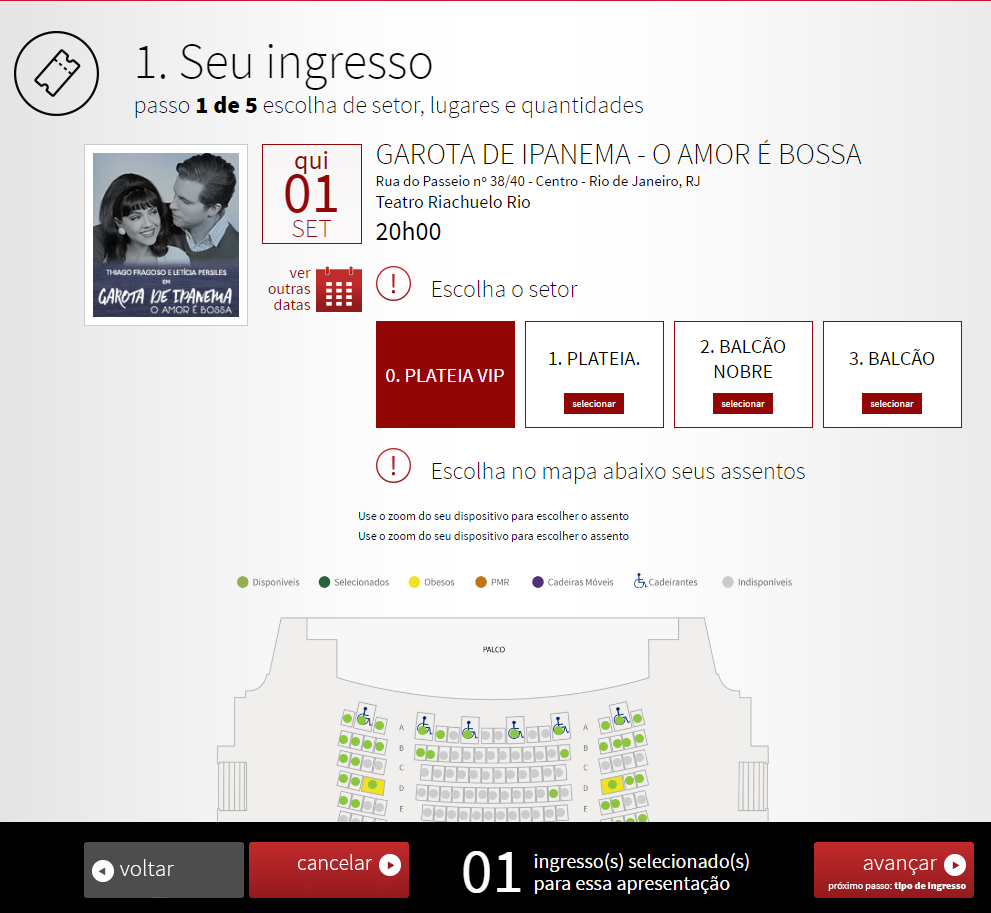 1. Seu ingresso
passo 1 de 5 escolha de setor, lugares e quantidades
THIAGO FRAGOSO E LETÍCIA PERSILES
EM
GAROTA DE IPANEMA
O AMOR É BOSSA
qui
01
SET
GAROTA DE IPANEMA - O AMOR É BOSSA
Rua do Passeio nº 38/40 - Centro - Rio de Janeiro, RJ
Teatro Riachuelo Rio
20h00
ver
outras
datas
! Escolha o setor
0. PLATEIA VIP
1. PLATEIA.
selecionar
2. BALCÃO
NOBRE
selecionar
3. BALCÃO
selecionar
! Escolha no mapa abaixo seus assentos
Use o zoom do seu dispositivo para escolher o assento
Use o zoom do seu dispositivo para escolher o assento
Disponíveis Selecionados Obesos PMR Cadeiras Móveis Cadeirantes Indisponíveis
PALCO
A A
B B
C C
D D
E E
voltar
cancelar
01
ingresso(s) selecionado(s)
para essa apresentação
avançar
próximo passo: tipo de ingresso